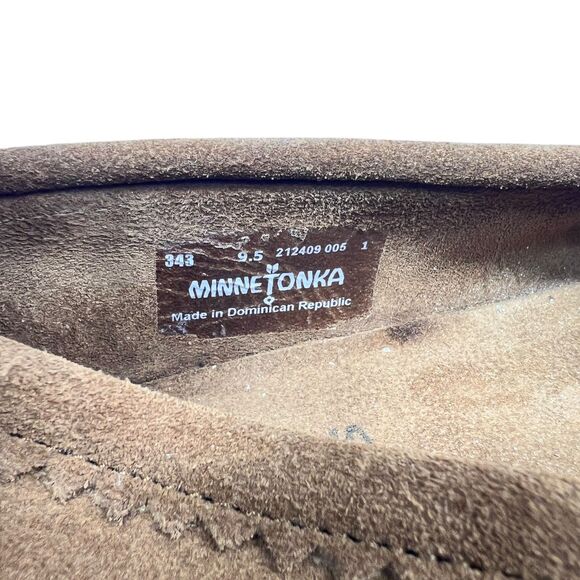 343 9.5 212409 005 1
MINNETONKA
Made in Dominican Republic